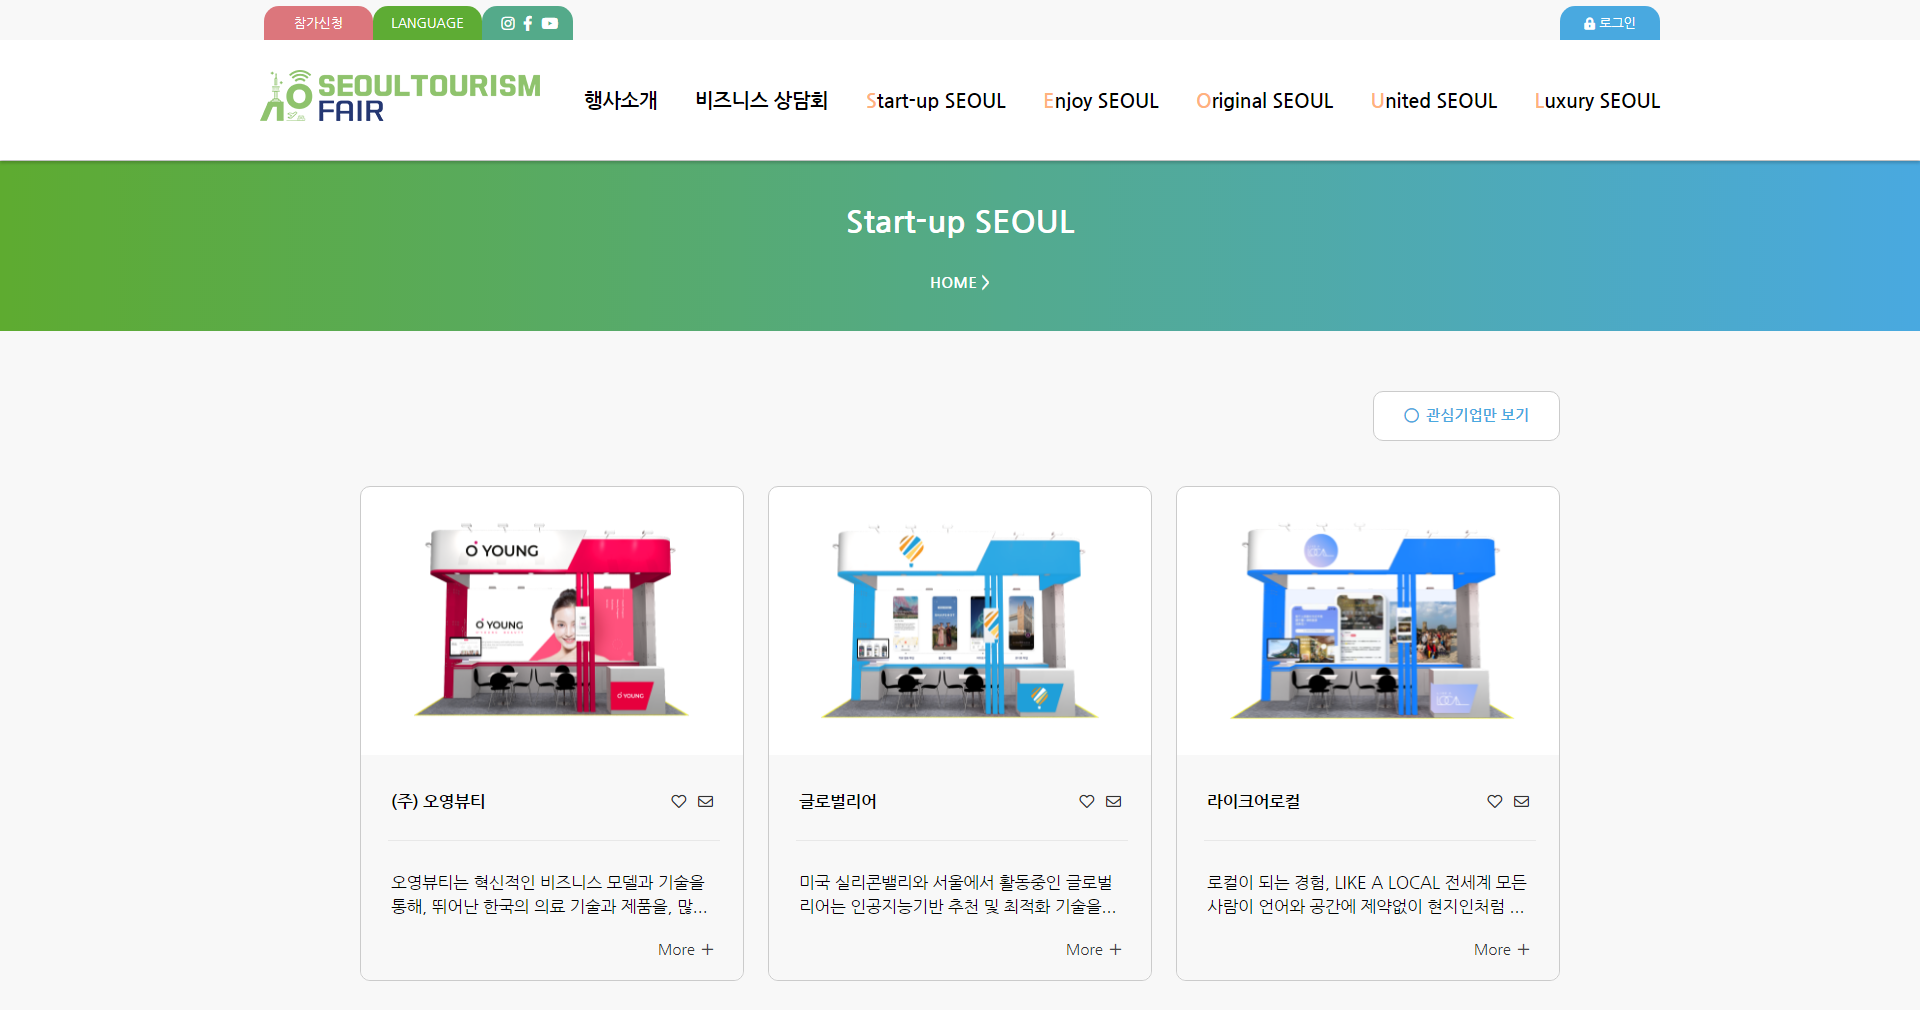 참가신청
LANGUAGE
로그인
SEOULTOURISM
FAIR
행사소개
비즈니스 상담회
Start-up SEOUL
Enjoy SEOUL
Original SEOUL
United SEOUL
Luxury SEOUL
Start-up SEOUL
HOME
관심기업만 보기
O YOUNG
O YOUNG
O YOUNG
(주) 오영뷰티
오영뷰티는 혁신적인 비즈니스 모델과 기술을
통해, 뛰어난 한국의 의료 기술과 제품을, 많...
More +
글로벌리어
미국 실리콘밸리와 서울에서 활동중인 글로벌
리어는 인공지능기반 추천 및 최적화 기술을...
More +
LOCAL
LOCAL
라이크어로컬
로컬이 되는 경험, LIKE A LOCAL 전세계 모든
사람이 언어와 공간에 제약없이 현지인처럼 ...
More +